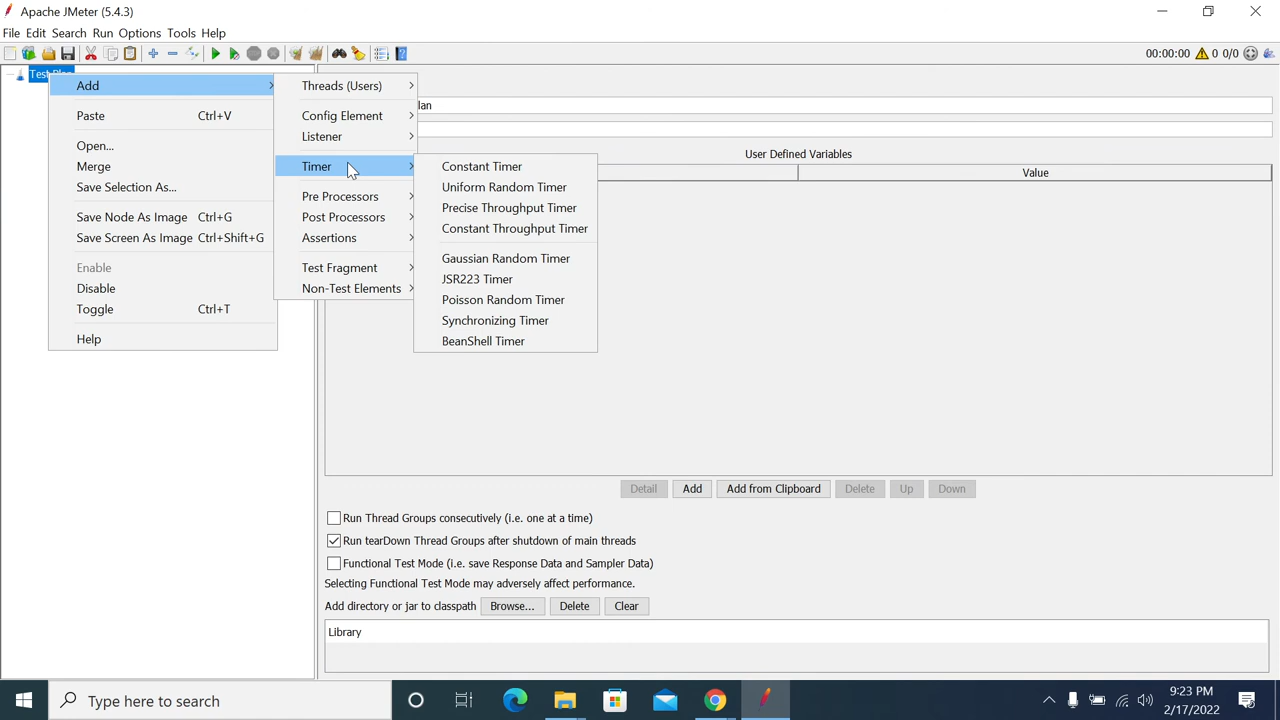 Apache JMeter (5.4.3)
File Edit Search Run Options Tools Help
00:00:00 0 0/0
Test Plan
Add
Paste Ctrl+V
Open...
Merge
Save Selection As...
Save Node As Image Ctrl+G
Save Screen As Image Ctrl+Shift+G
Enable
Disable
Toggle Ctrl+T
Help
Threads (Users)
Config Element
Listener
Timer
Pre Processors
Post Processors
Assertions
Test Fragment
Non-Test Elements
Constant Timer
Uniform Random Timer
Precise Throughput Timer
Constant Throughput Timer
Gaussian Random Timer
JSR223 Timer
Poisson Random Timer
Synchronizing Timer
BeanShell Timer
lan
User Defined Variables
Value
Detail Add Add from Clipboard Delete Up Down
Run Thread Groups consecutively (i.e. one at a time)
Run tearDown Thread Groups after shutdown of main threads
Functional Test Mode (i.e. save Response Data and Sampler Data)
Selecting Functional Test Mode may adversely affect performance.
Add directory or jar to classpath Browse... Delete Clear
Library
Type here to search
9:23 PM
2/17/2022